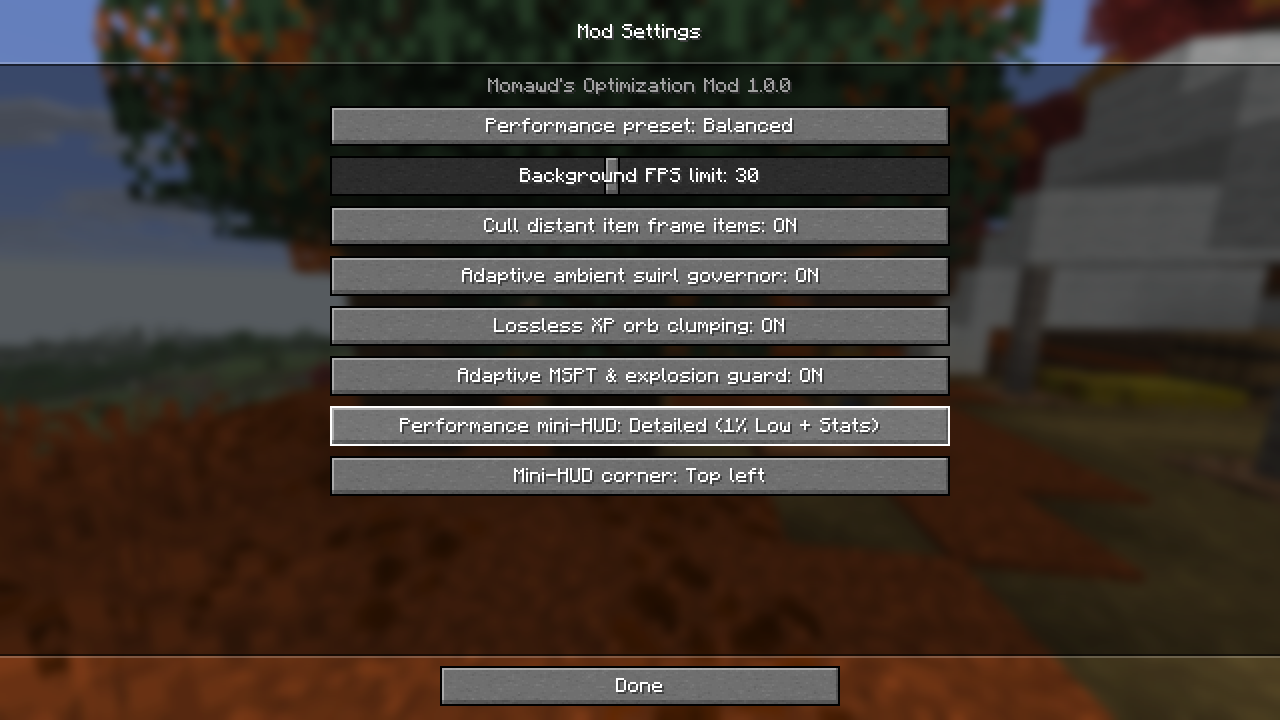 Mod Settings
Momawd's Optimization Mod 1.0.0
Performance preset: Balanced
Background FPS limit: 30
Cull distant item frame items: ON
Adaptive ambient swirl governor: ON
Lossless XP orb clumping: ON
Adaptive MSPT & explosion guard: ON
Performance mini-HUD: Detailed (1% Low + Stats)
Mini-HUD corner: Top left
Done